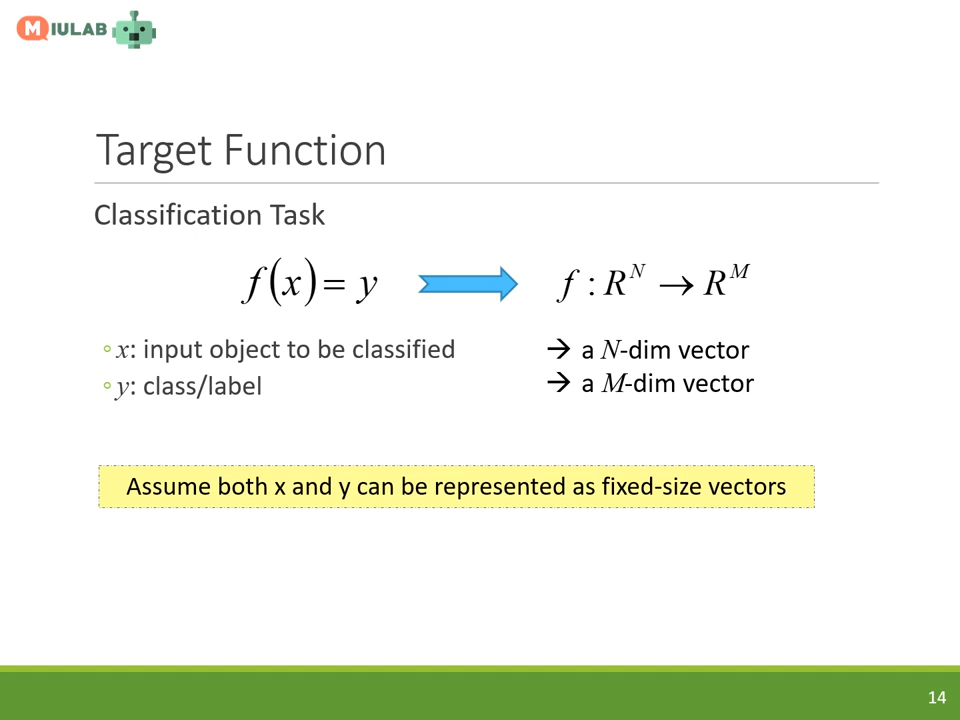 MIULAB
Target Function
Classification Task
f(x) = y
f : R^N → R^M
◦ x: input object to be classified
→ a N-dim vector
◦ y: class/label
→ a M-dim vector
Assume both x and y can be represented as fixed-size vectors
14